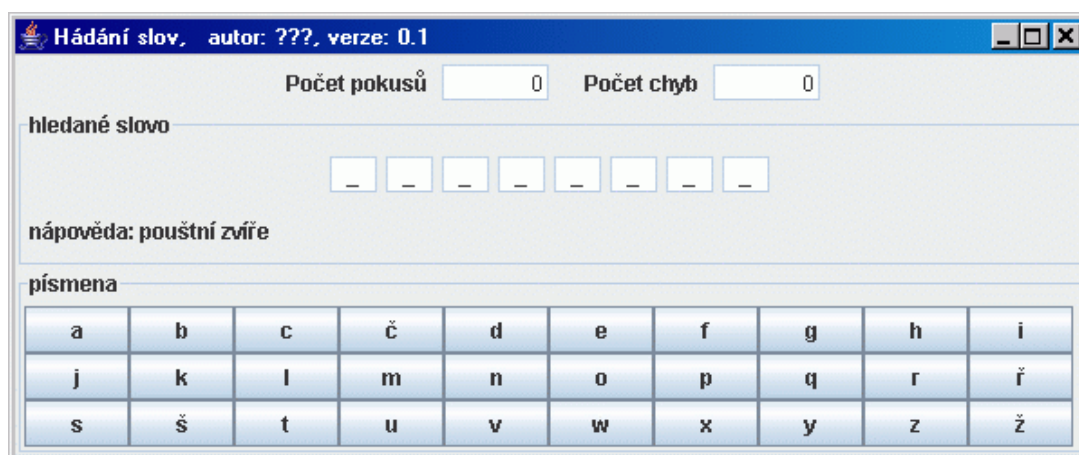 Hádání slov, autor: ???, verze: 0.1
Počet pokusů 0 Počet chyb 0
hledané slovo
_ _ _ _ _ _ _ _
nápověda: pouštní zvíře
písmena
a b c č d e f g h i
j k l m n o p q r ř
s š t u v w x y z ž